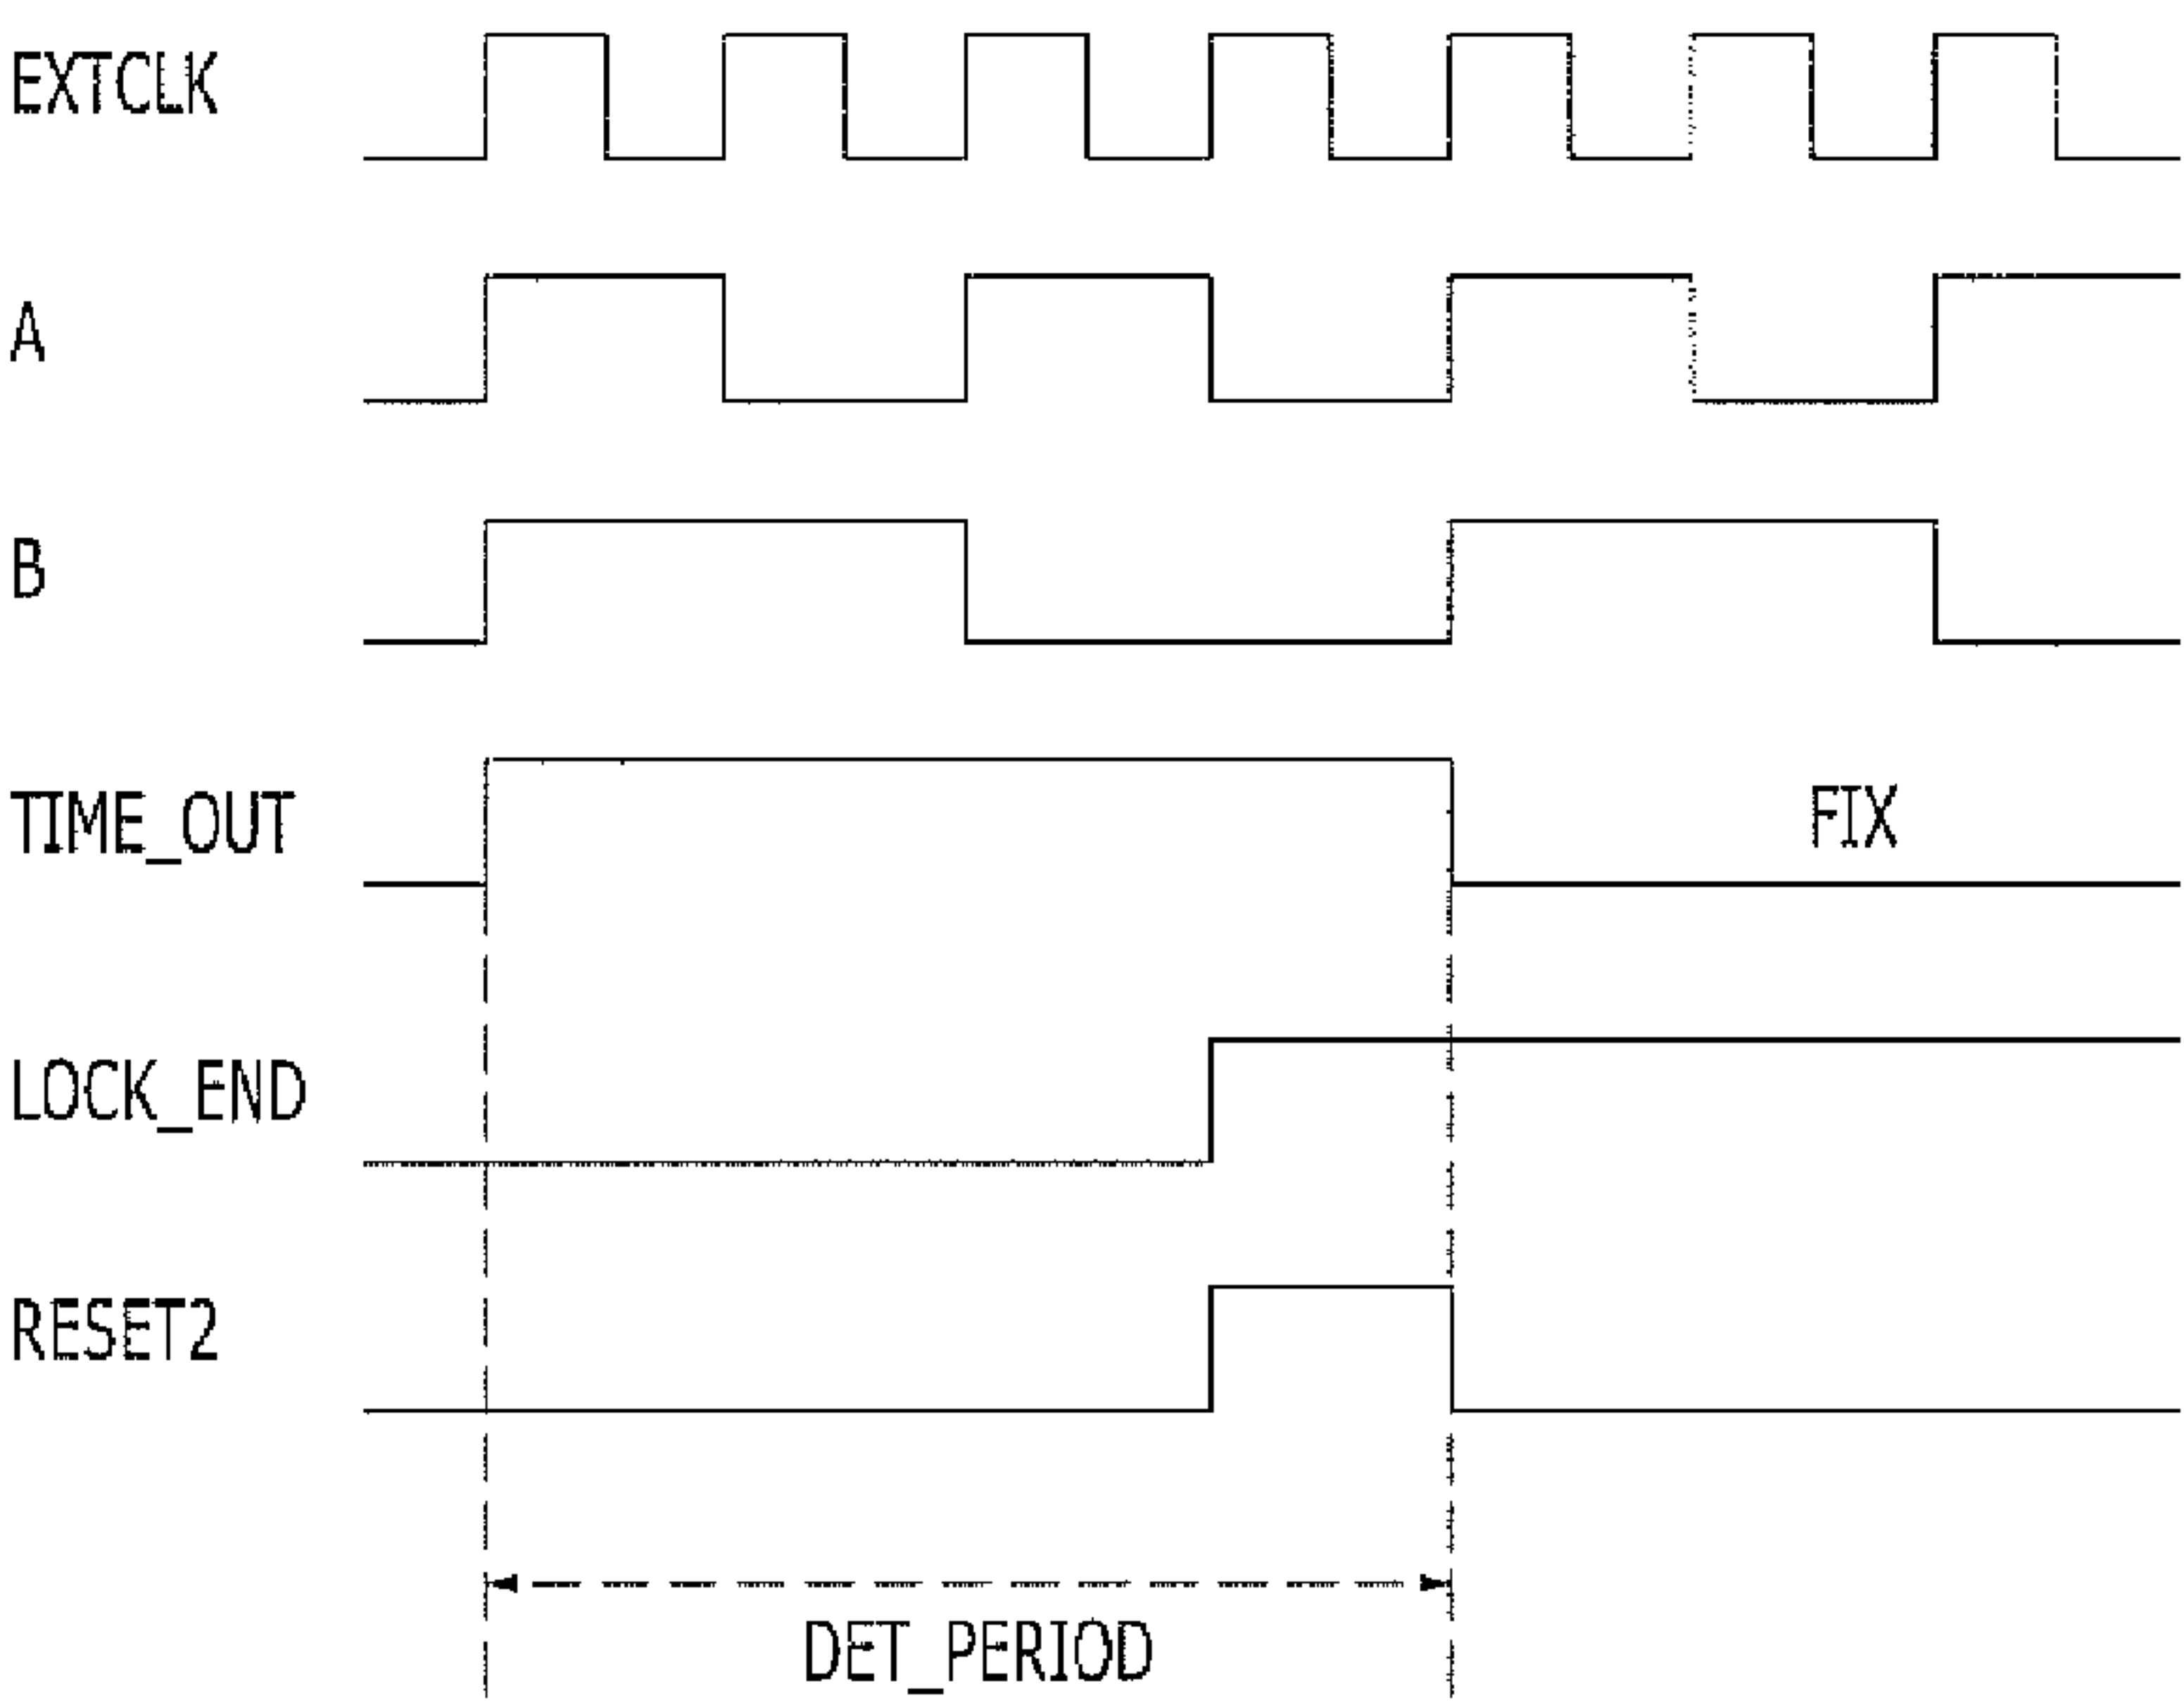 EXTCLK
A
B
TIME_OUT
FIX
LOCK_END
RESET2
DET_PERIOD